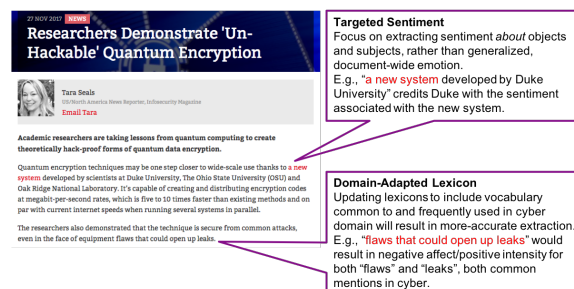 27 NOV 2017 NEWS
Researchers Demonstrate 'Un-
Hackable' Quantum Encryption
Tara Seals
US/North America News Reporter, Infosecurity Magazine
Email Tara
Academic researchers are taking lessons from quantum computing to create
theoretically hack-proof forms of quantum data encryption.
Quantum encryption techniques may be one step closer to wide-scale use thanks to a new
system developed by scientists at Duke University, The Ohio State University (OSU) and
Oak Ridge National Laboratory. It's capable of creating and distributing encryption codes
at megabit-per-second rates, which is five to 10 times faster than existing methods and on
par with current internet speeds when running several systems in parallel.
The researchers also demonstrated that the technique is secure from common attacks,
even in the face of equipment flaws that could open up leaks.
Targeted Sentiment
Focus on extracting sentiment about objects
and subjects, rather than generalized,
document-wide emotion.
E.g., “a new system developed by Duke
University” credits Duke with the sentiment
associated with the new system.
Domain-Adapted Lexicon
Updating lexicons to include vocabulary
common to and frequently used in cyber
domain will result in more-accurate extraction.
E.g., “flaws that could open up leaks” would
result in negative affect/positive intensity for
both “flaws” and “leaks”, both common
mentions in cyber.